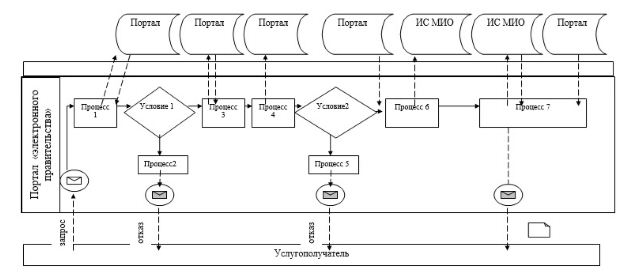 Портал
Портал
Портал
Портал
ИС МИО
ИС МИО
Портал
Портал «электронного
правительства»
Процесс
1
Условие 1
Процесс
3
Процесс
4
Условие2
Процесс 6
Процесс 7
Процесс2
Процесс 5
запрос
отказ
отказ
Услугополучатель